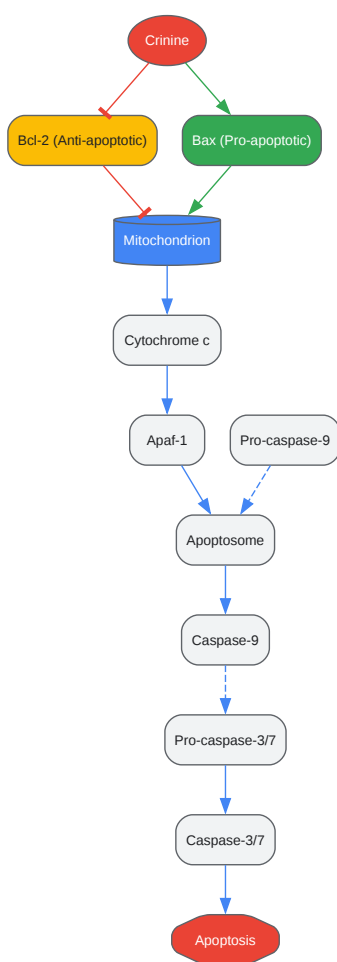 Crinine
Bcl-2 (Anti-apoptotic)
Bax (Pro-apoptotic)
Mitochondrion
Cytochrome c
Apaf-1
Pro-caspase-9
Apoptosome
Caspase-9
Pro-caspase-3/7
Caspase-3/7
Apoptosis